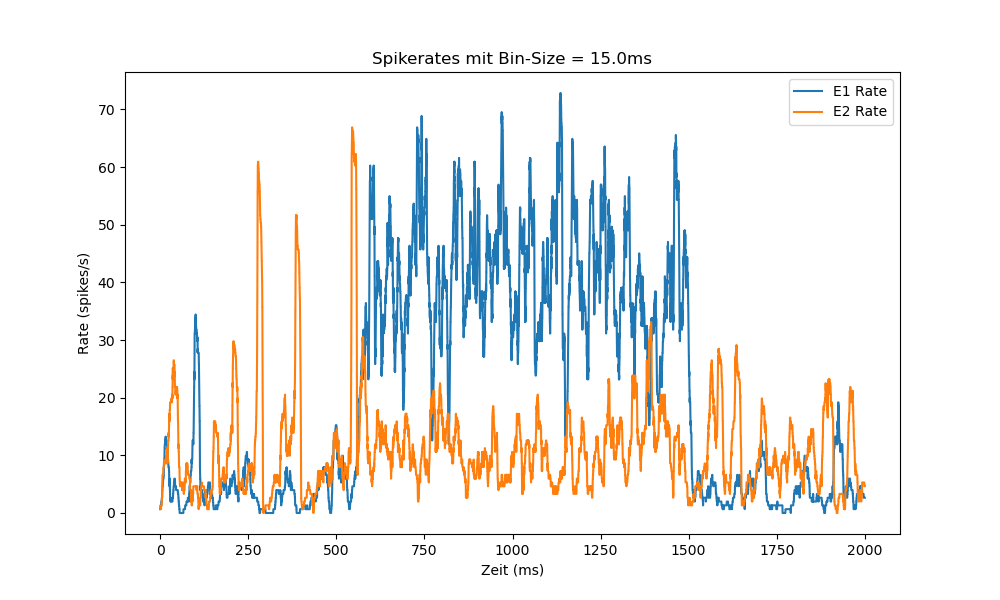 Spikerates mit Bin-Size = 15.0ms
E1 Rate
E2 Rate
70
60
50
40
30
20
10
0
Rate (spikes/s)
0 250 500 750 1000 1250 1500 1750 2000
Zeit (ms)